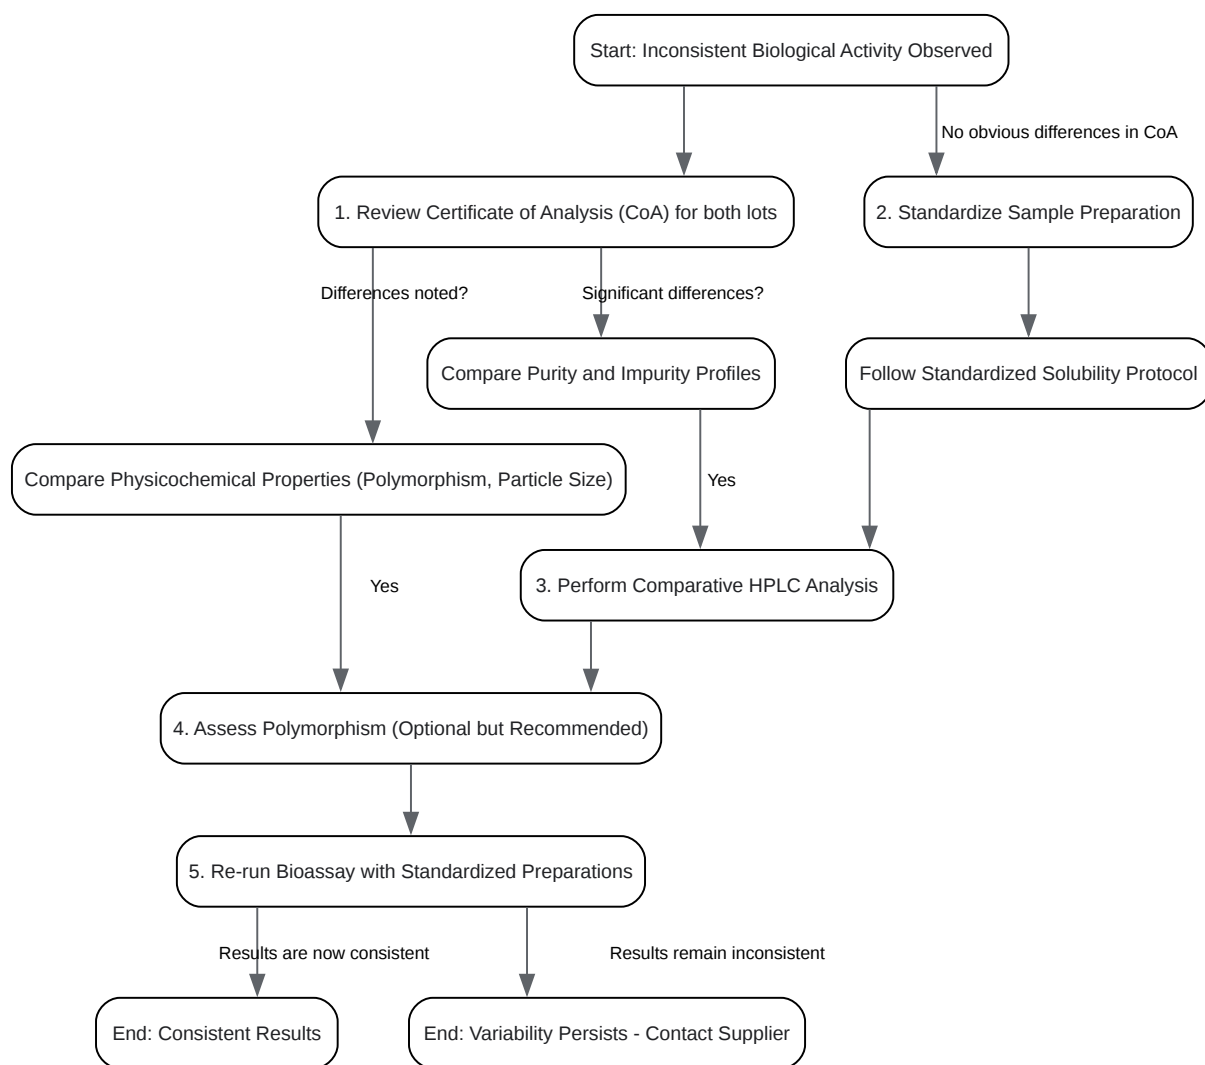 Start: Inconsistent Biological Activity Observed
No obvious differences in CoA
1. Review Certificate of Analysis (CoA) for both lots
2. Standardize Sample Preparation
Differences noted?
Significant differences?
Compare Purity and Impurity Profiles
Follow Standardized Solubility Protocol
Compare Physicochemical Properties (Polymorphism, Particle Size)
Yes
3. Perform Comparative HPLC Analysis
Yes
4. Assess Polymorphism (Optional but Recommended)
5. Re-run Bioassay with Standardized Preparations
Results are now consistent
Results remain inconsistent
End: Consistent Results
End: Variability Persists - Contact Supplier